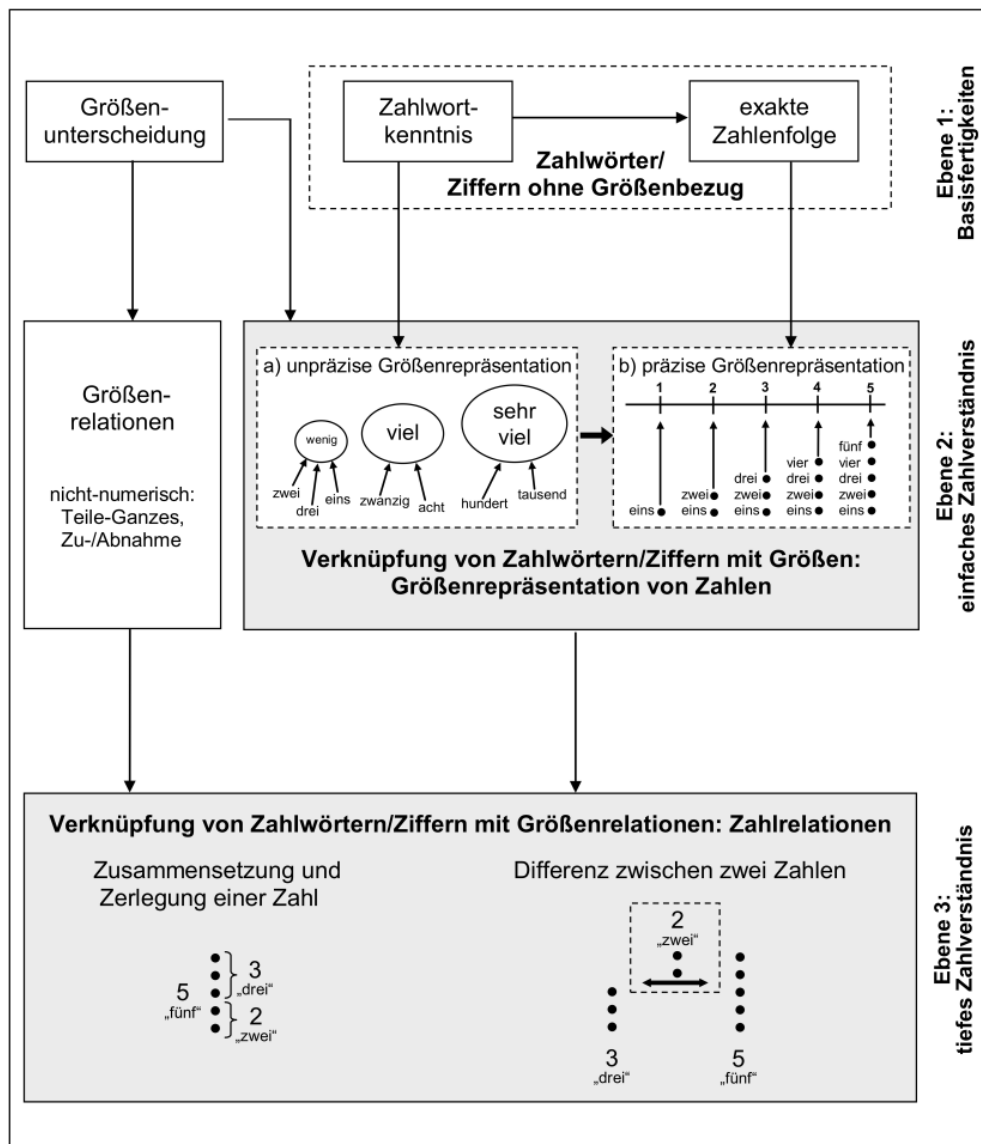 Größen-
unterscheidung
Zahlwort-
kenntnis
exakte
Zahlenfolge
Zahlwörter/
Ziffern ohne Größenbezug
Ebene 1:
Basisfertigkeiten
Größen-
relationen
nicht-numerisch:
Teile-Ganzes,
Zu-/Abnahme
a) unpräzise Größenrepräsentation
wenig
viel
sehr
viel
zwei
drei
eins
zwanzig
acht
hundert
tausend
b) präzise Größenrepräsentation
1 2 3 4 5
fünf
vier vier
drei drei drei
zwei zwei zwei zwei
eins eins eins eins eins
Verknüpfung von Zahlwörtern/Ziffern mit Größen:
Größenrepräsentation von Zahlen
Ebene 2:
einfaches Zahlverständnis
Verknüpfung von Zahlwörtern/Ziffern mit Größenrelationen: Zahlrelationen
Zusammensetzung und
Zerlegung einer Zahl
5
„fünf“
3
„drei“
2
„zwei“
Differenz zwischen zwei Zahlen
2
„zwei“
3
„drei“
5
„fünf“
Ebene 3:
tiefes Zahlverständnis